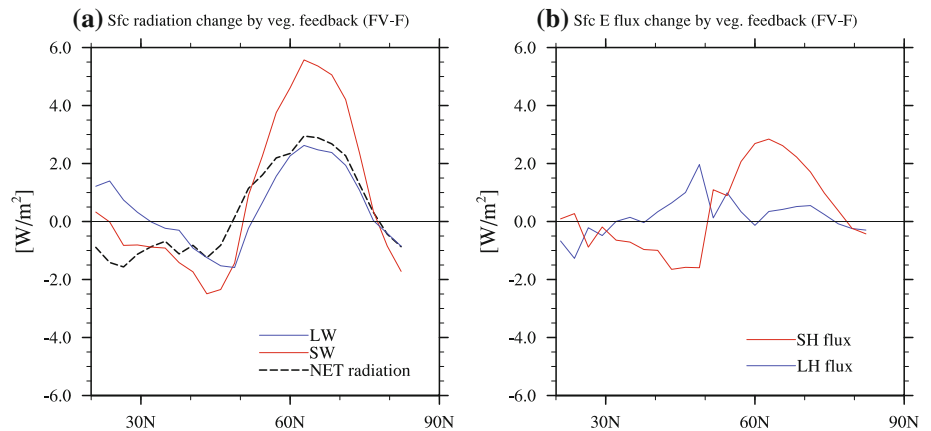 (a) Sfc radiation change by veg. feedback (FV-F)
6.0
4.0
2.0
0.0
-2.0
-4.0
-6.0
[W/m²]
LW
SW
NET radiation
30N 60N 90N
(b) Sfc E flux change by veg. feedback (FV-F)
6.0
4.0
2.0
0.0
-2.0
-4.0
-6.0
[W/m²]
SH flux
LH flux
30N 60N 90N